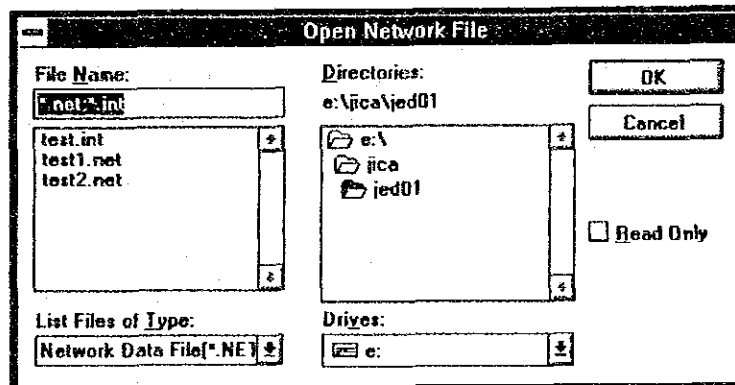 Open Network File
File Name:
*.net;*.int
test.int
test1.net
test2.net
List Files of Type:
Network Data File(*.NET
Directories:
e:\jica\jed01
e:\
jica
jed01
Drives:
e:
OK
Cancel
Read Only